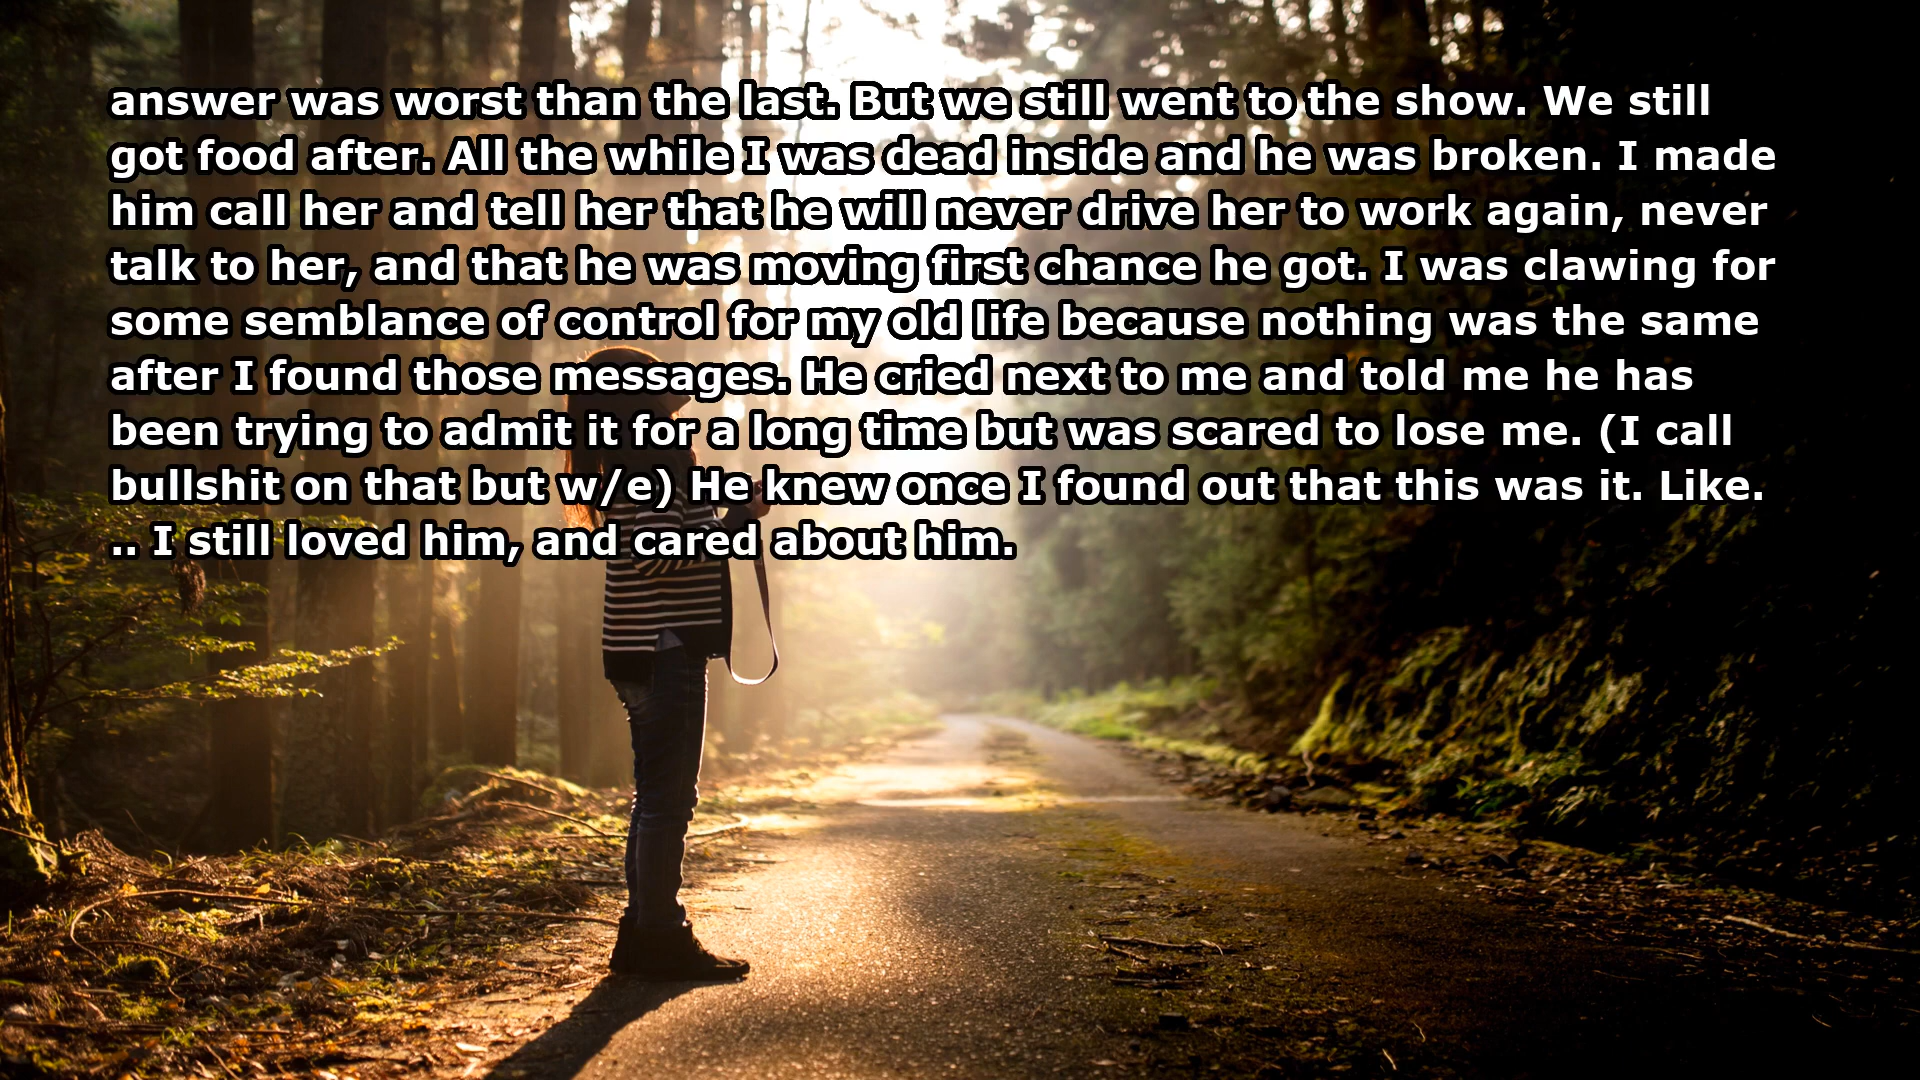 answer was worst than the last. But we still went to the show. We still
got food after. All the while I was dead inside and he was broken. I made
him call her and tell her that he will never drive her to work again, never
talk to her, and that he was moving first chance he got. I was clawing for
some semblance of control for my old life because nothing was the same
after I found those messages. He cried next to me and told me he has
been trying to admit it for a long time but was scared to lose me. (I call
bullshit on that but w/e) He knew once I found out that this was it. Like.
.. I still loved him, and cared about him.